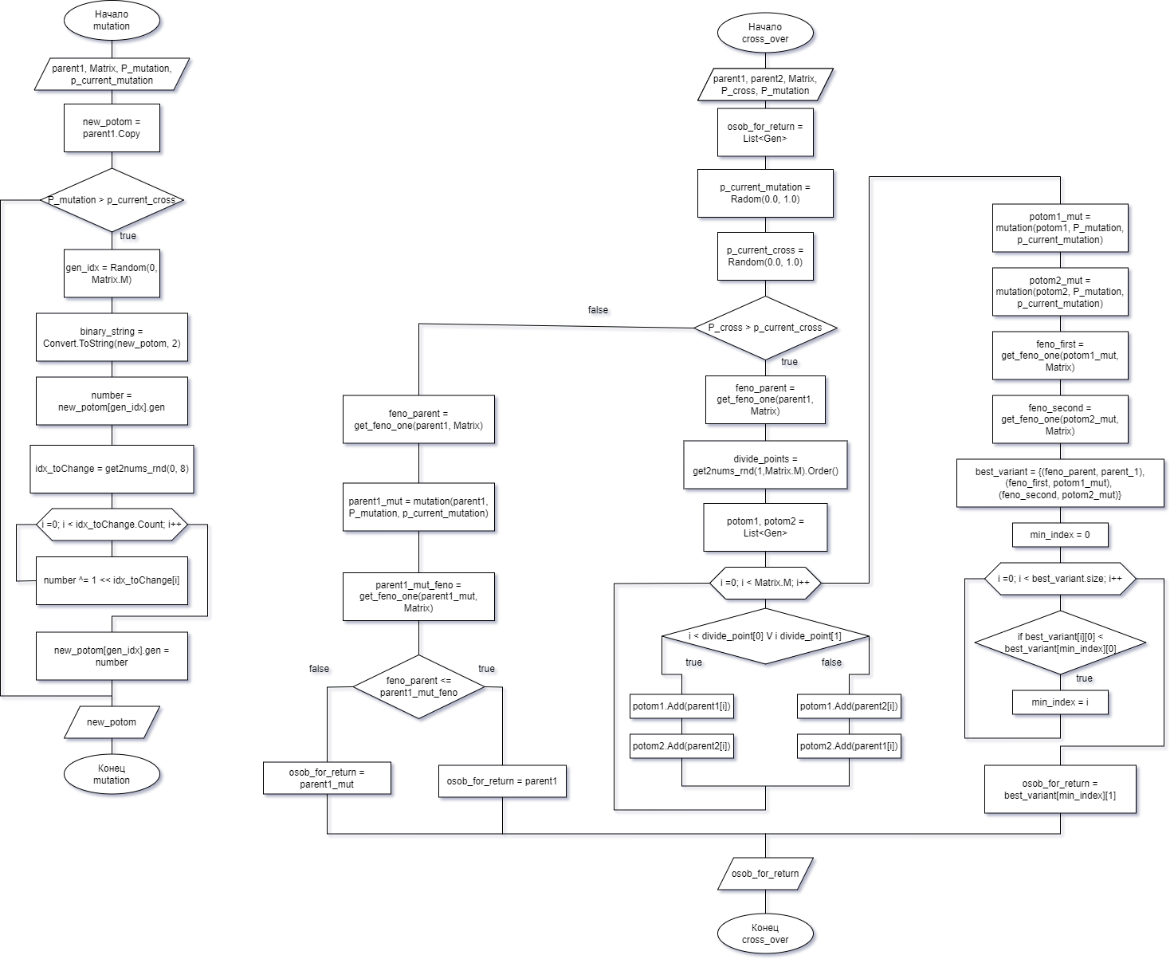 Начало
mutation
parent1, Matrix, P_mutation,
p_current_mutation
new_potom =
parent1.Copy
P_mutation > p_current_cross
true
gen_idx = Random(0,
Matrix.M)
binary_string =
Convert.ToString(new_potom, 2)
number =
new_potom[gen_idx].gen
idx_toChange = get2nums_rnd(0, 8)
i =0; i < idx_toChange.Count; i++
number ^= 1 << idx_toChange[i]
new_potom[gen_idx].gen =
number
new_potom
Конец
mutation
Начало
cross_over
parent1, parent2, Matrix,
P_cross, P_mutation
osob_for_return =
List<Gen>
p_current_mutation =
Radom(0.0, 1.0)
p_current_cross =
Random(0.0, 1.0)
P_cross > p_current_cross
false
feno_parent =
get_feno_one(parent1, Matrix)
parent1_mut = mutation(parent1,
P_mutation, p_current_mutation)
parent1_mut_feno =
get_feno_one(parent1_mut,
Matrix)
feno_parent <=
parent1_mut_feno
false
true
osob_for_return =
parent1_mut
osob_for_return = parent1
true
feno_parent =
get_feno_one(parent1,
Matrix)
divide_points =
get2nums_rnd(1,Matrix.M).Order()
potom1, potom2 =
List<Gen>
i =0; i < Matrix.M; i++
i < divide_point[0] V i divide_point[1]
true
false
potom1.Add(parent1[i])
potom2.Add(parent2[i])
potom1.Add(parent2[i])
potom2.Add(parent1[i])
potom1_mut =
mutation(potom1, P_mutation,
p_current_mutation)
potom2_mut =
mutation(potom2, P_mutation,
p_current_mutation)
feno_first =
get_feno_one(potom1_mut,
Matrix)
feno_second =
get_feno_one(potom2_mut,
Matrix)
best_variant = {(feno_parent, parent_1),
(feno_first, potom1_mut),
(feno_second, potom2_mut)}
min_index = 0
i =0; i < best_variant.size; i++
if best_variant[i][0] <
best_variant[min_index][0]
true
min_index = i
osob_for_return =
best_variant[min_index][1]
osob_for_return
Конец
cross_over